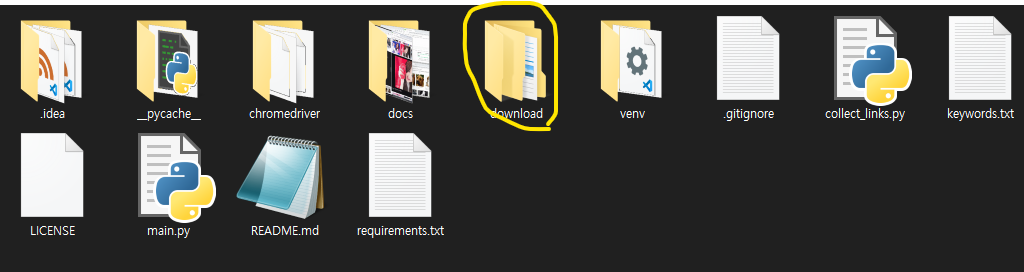 .idea
__pycache__
chromedriver
docs
download
venv
.gitignore
collect_links.py
keywords.txt
LICENSE
main.py
README.md
requirements.txt